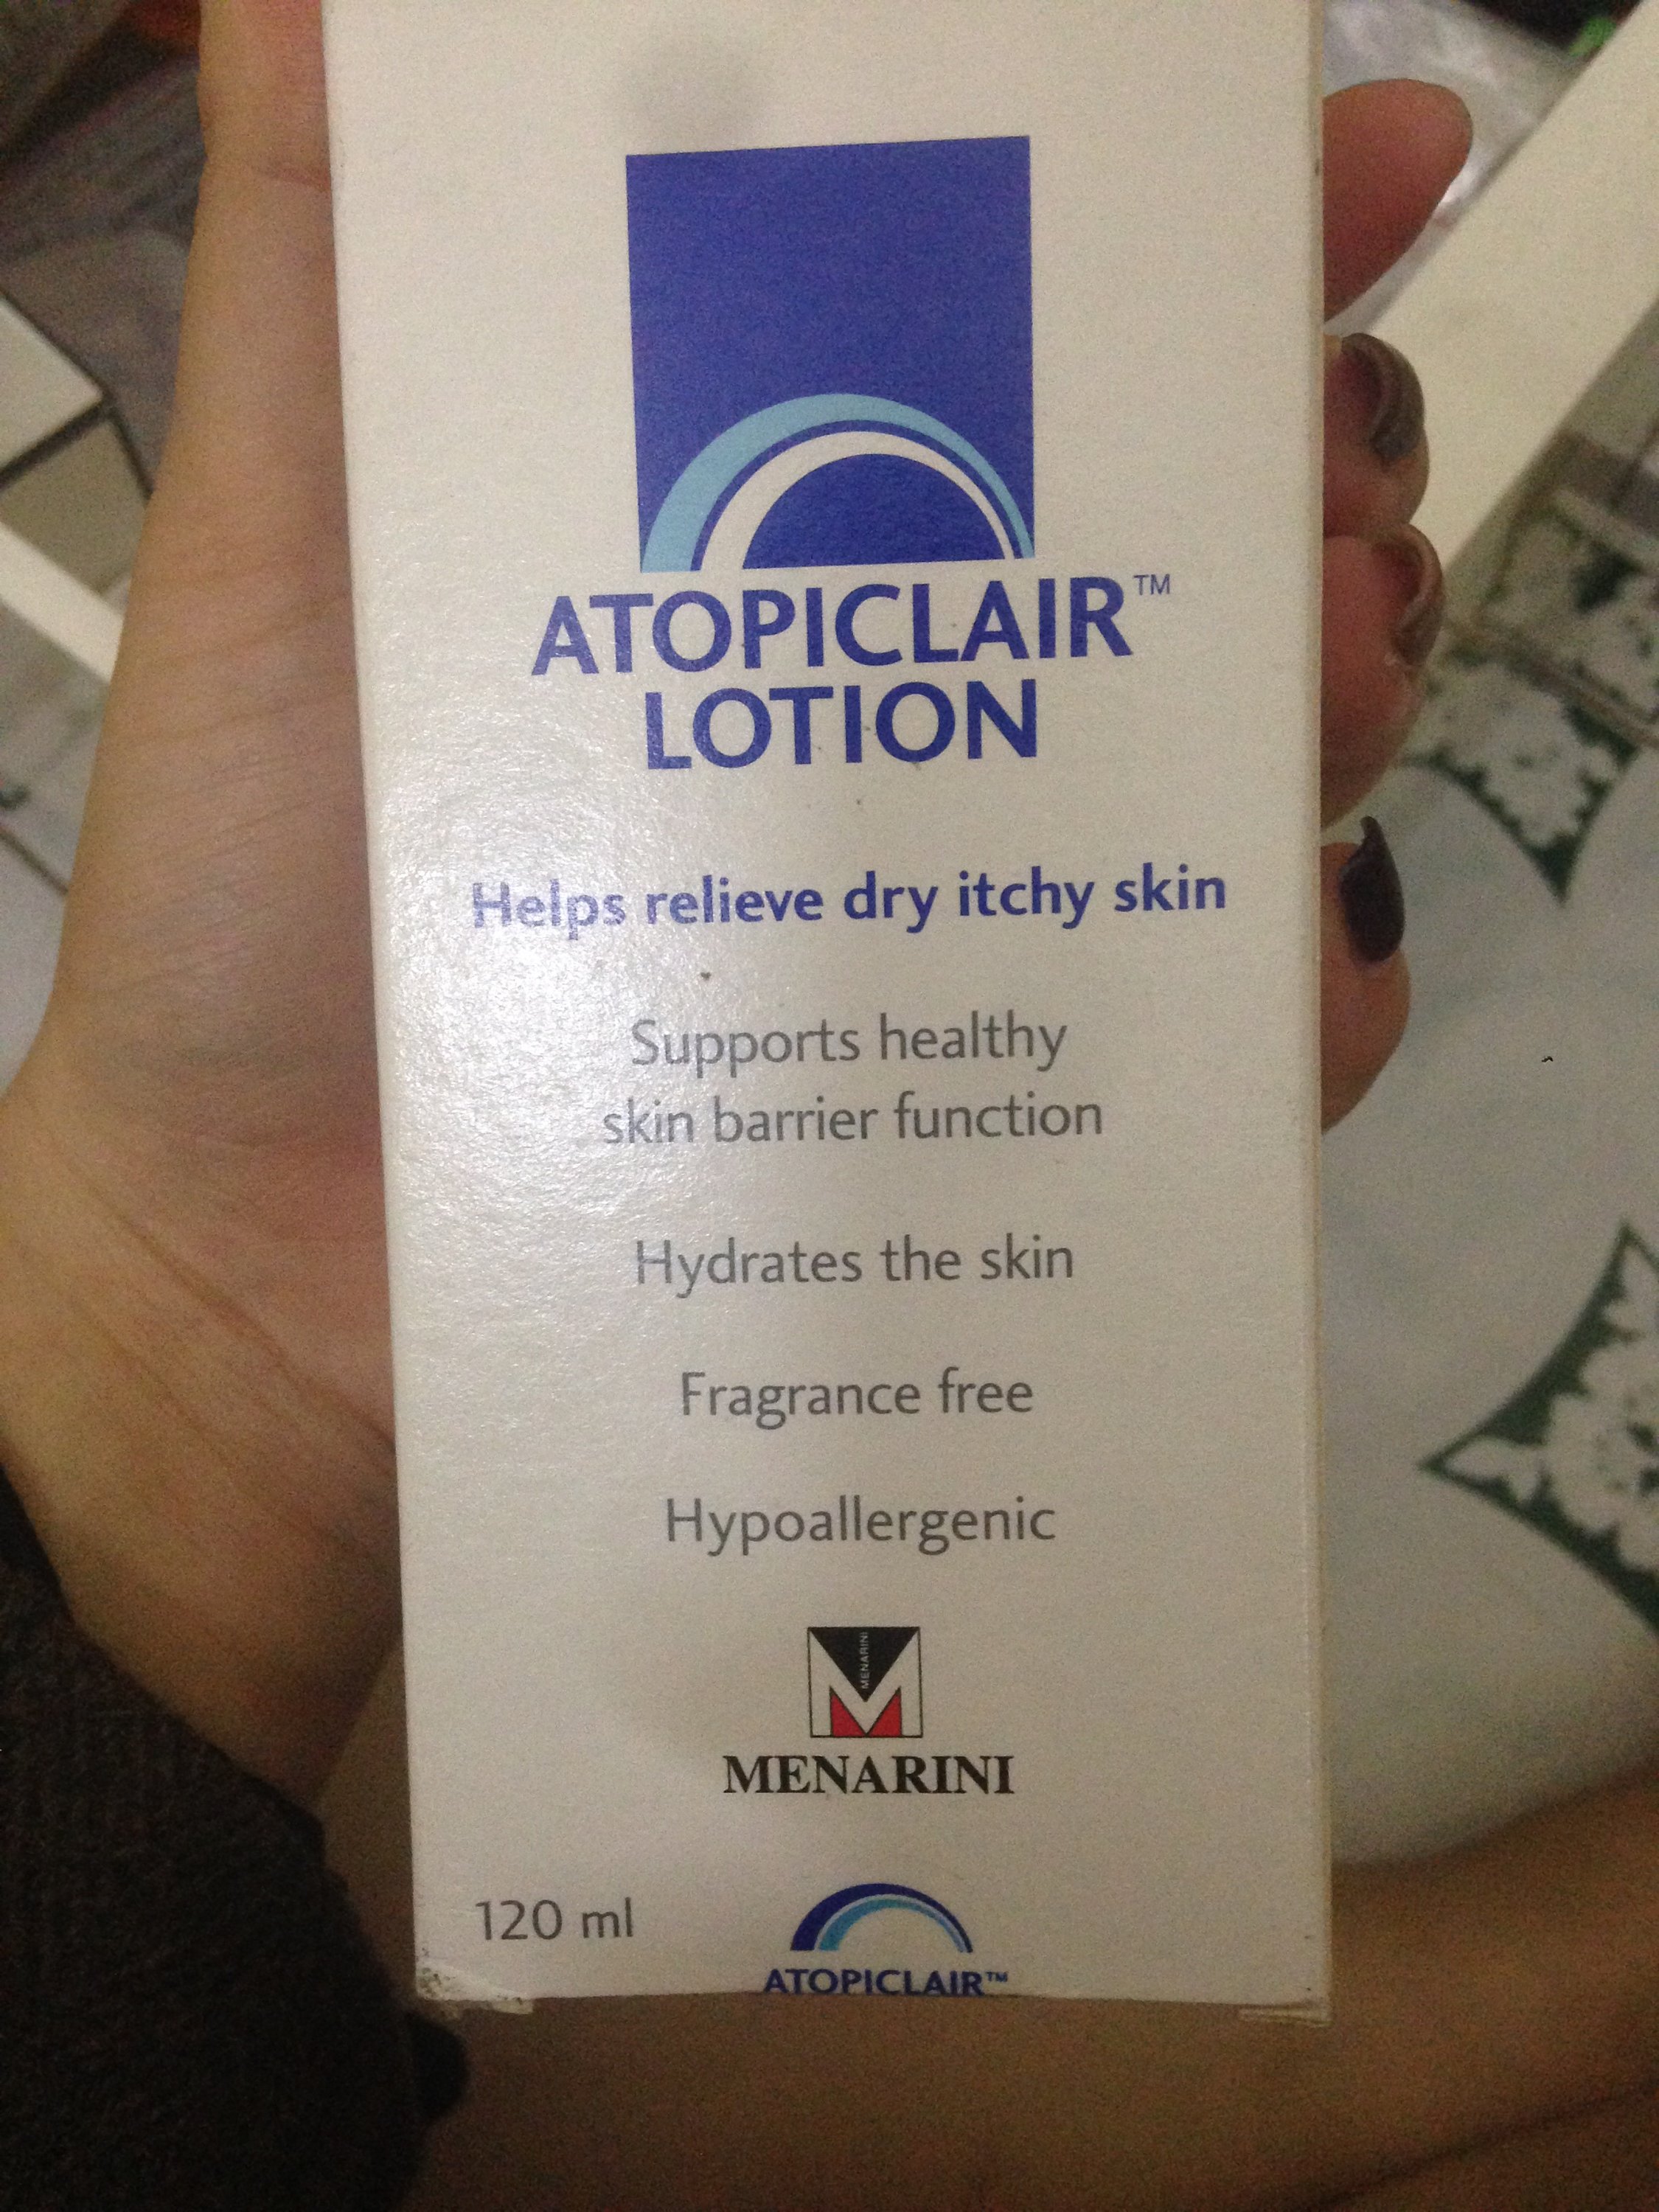 ATOPICLAIR™
LOTION
Helps relieve dry itchy skin
Supports healthy
skin barrier function
Hydrates the skin
Fragrance free
Hypoallergenic
MENARINI
MENARINI
120 ml
ATOPICLAIR™